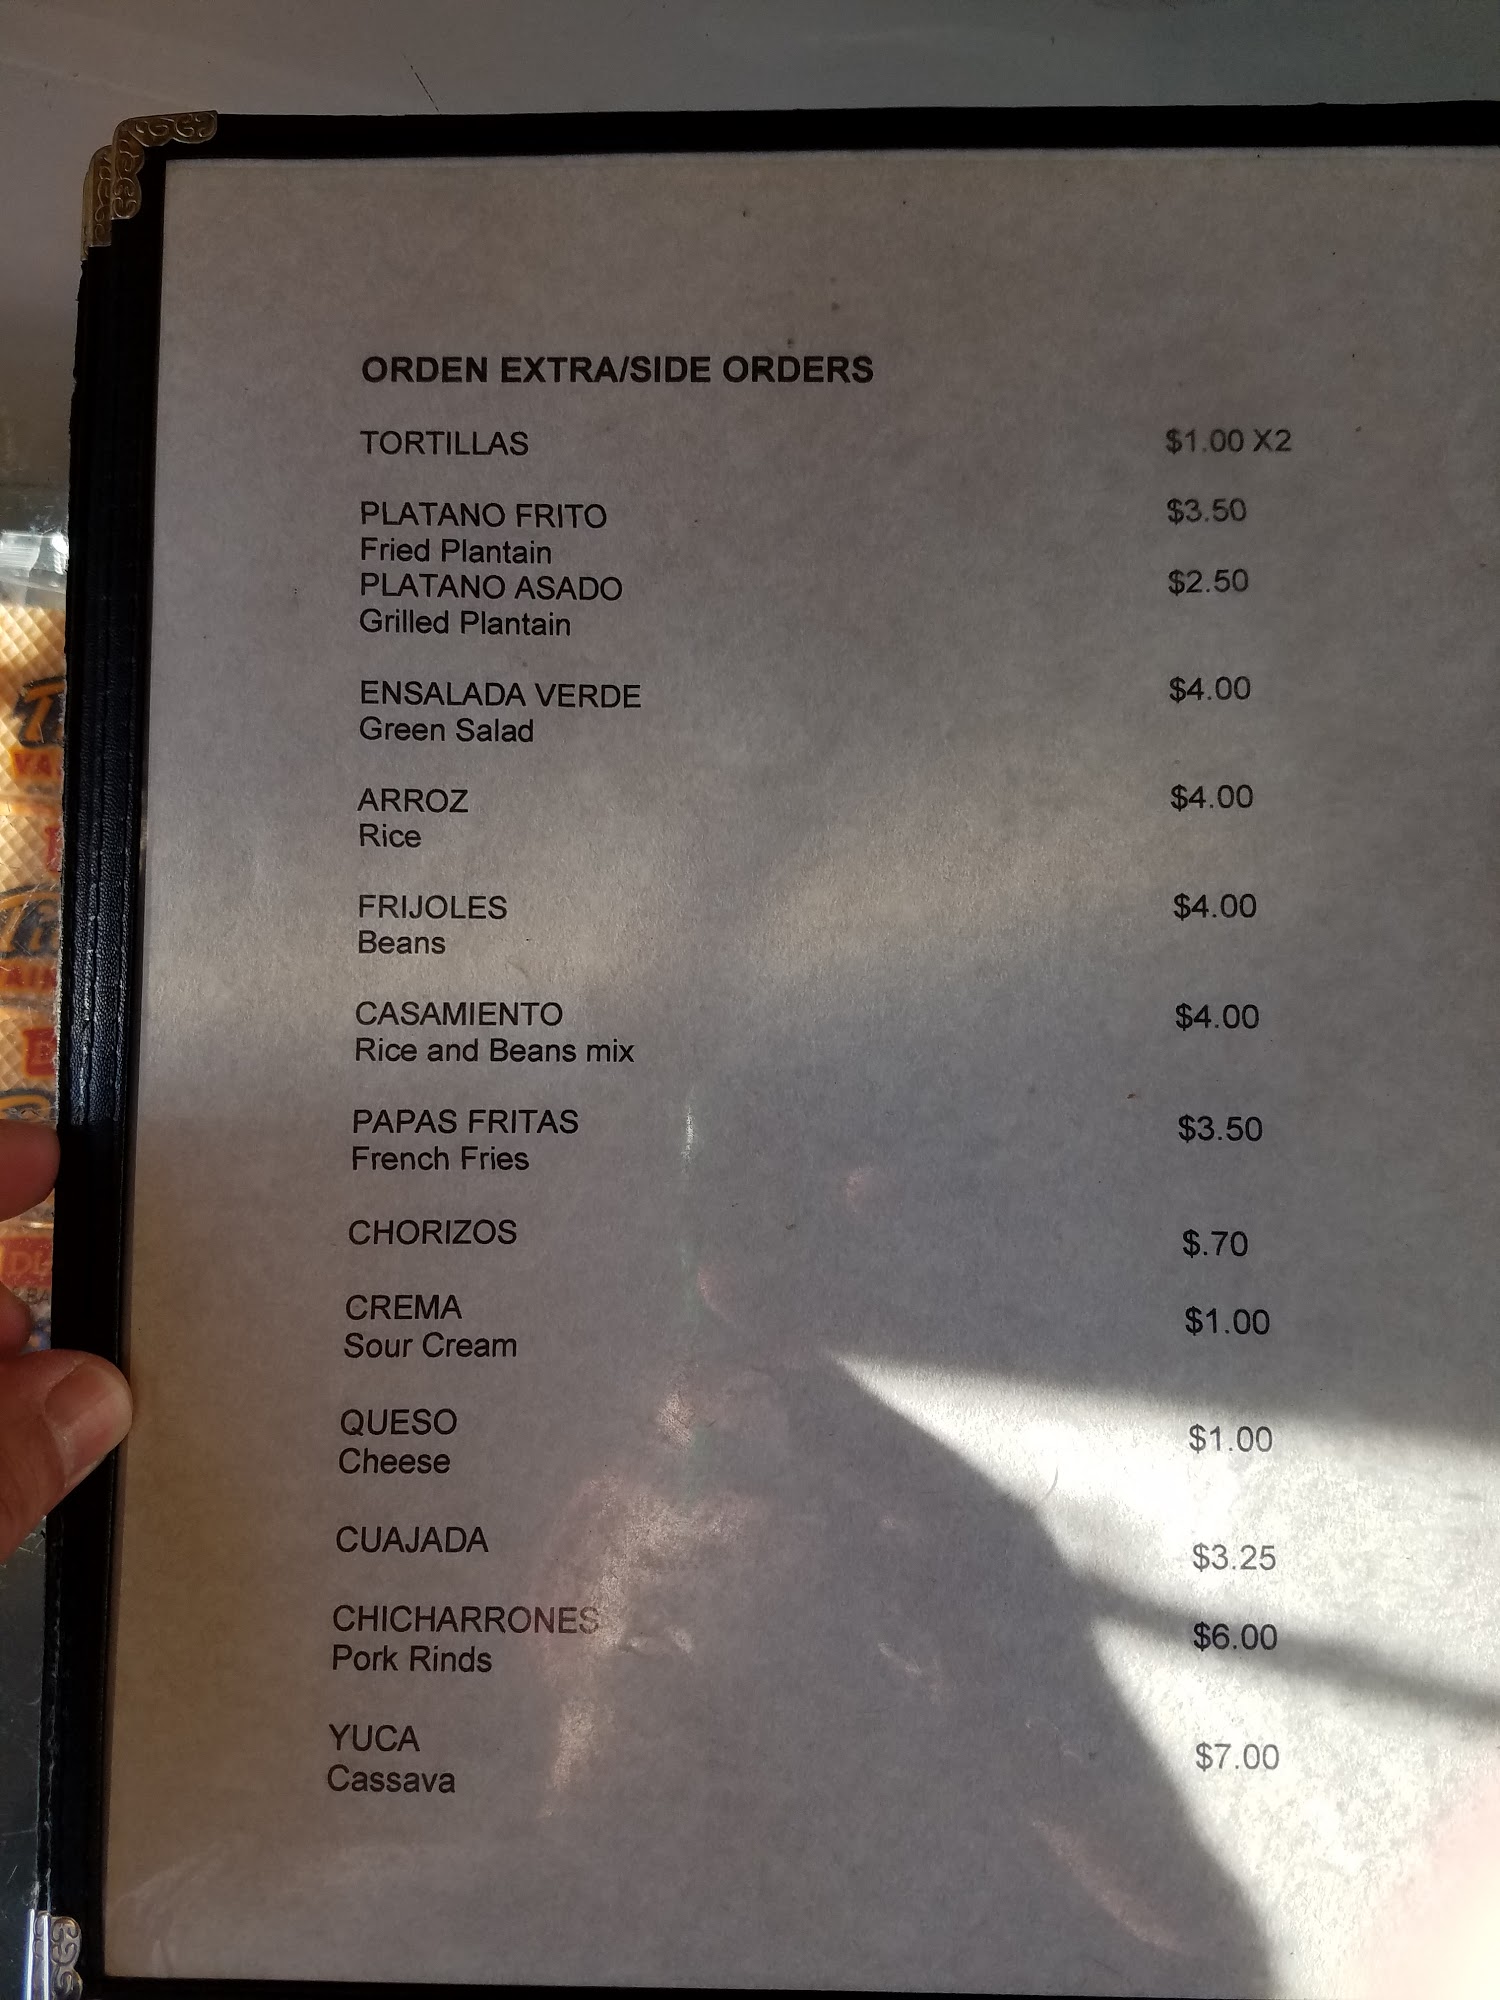 ORDEN EXTRA/SIDE ORDERS
TORTILLAS $1.00 X2
PLATANO FRITO $3.50
Fried Plantain
PLATANO ASADO $2.50
Grilled Plantain
ENSALADA VERDE $4.00
Green Salad
ARROZ $4.00
Rice
FRIJOLES $4.00
Beans
CASAMIENTO $4.00
Rice and Beans mix
PAPAS FRITAS $3.50
French Fries
CHORIZOS $.70
CREMA $1.00
Sour Cream
QUESO $1.00
Cheese
CUAJADA $3.25
CHICHARRONES $6.00
Pork Rinds
YUCA $7.00
Cassava